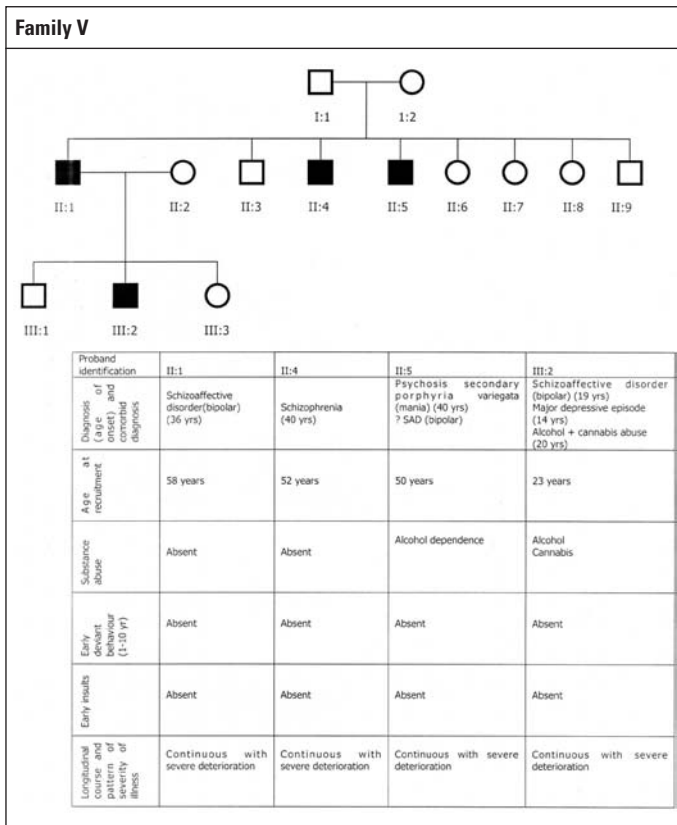 Family V
I:1
1:2
II:1
II:2
II:3
II:4
II:5
II:6
II:7
II:8
II:9
III:1
III:2
III:3
Proband
identification
II:1
II:4
II:5
III:2
Diagnosis
(age of
onset) and
comorbid
diagnosis
Schizoaffective
disorder(bipolar)
(36 yrs)
Schizophrenia
(40 yrs)
Psychosis secondary
porphyria variegata
(mania) (40 yrs)
? SAD (bipolar)
Schizoaffective disorder
(bipolar) (19 yrs)
Major depressive episode
(14 yrs)
Alcohol + cannabis abuse
(20 yrs)
Age at
recruitment
58 years
52 years
50 years
23 years
Substance
abuse
Absent
Absent
Alcohol dependence
Alcohol
Cannabis
Early
deviant
behaviour
(1-10 yr)
Absent
Absent
Absent
Absent
Early insults
Absent
Absent
Absent
Absent
Longitudinal
course and
pattern of
severity of
illness
Continuous with
severe deterioration
Continuous with
severe deterioration
Continuous with severe
deterioration
Continuous with severe
deterioration